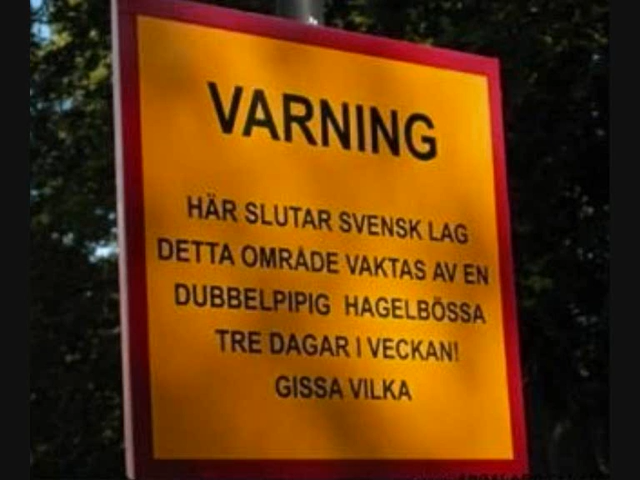 VARNING
HÄR SLUTAR SVENSK LAG
DETTA OMRÅDE VAKTAS AV EN
DUBBELPIPIG HAGELBÖSSA
TRE DAGAR I VECKAN!
GISSA VILKA